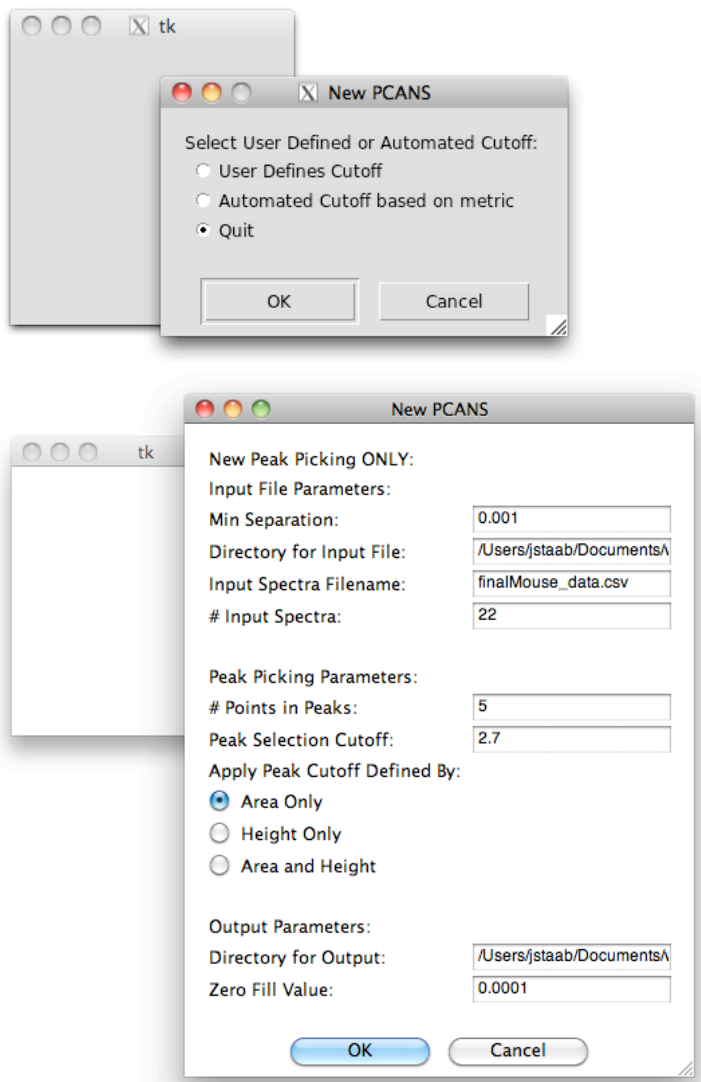 tk
New PCANS
Select User Defined or Automated Cutoff:
User Defines Cutoff
Automated Cutoff based on metric
Quit
OK Cancel
New PCANS
tk
New Peak Picking ONLY:
Input File Parameters:
Min Separation: 0.001
Directory for Input File: /Users/jstaab/Documents/
Input Spectra Filename: finalMouse_data.csv
# Input Spectra: 22
Peak Picking Parameters:
# Points in Peaks: 5
Peak Selection Cutoff: 2.7
Apply Peak Cutoff Defined By:
Area Only
Height Only
Area and Height
Output Parameters:
Directory for Output: /Users/jstaab/Documents/
Zero Fill Value: 0.0001
OK Cancel